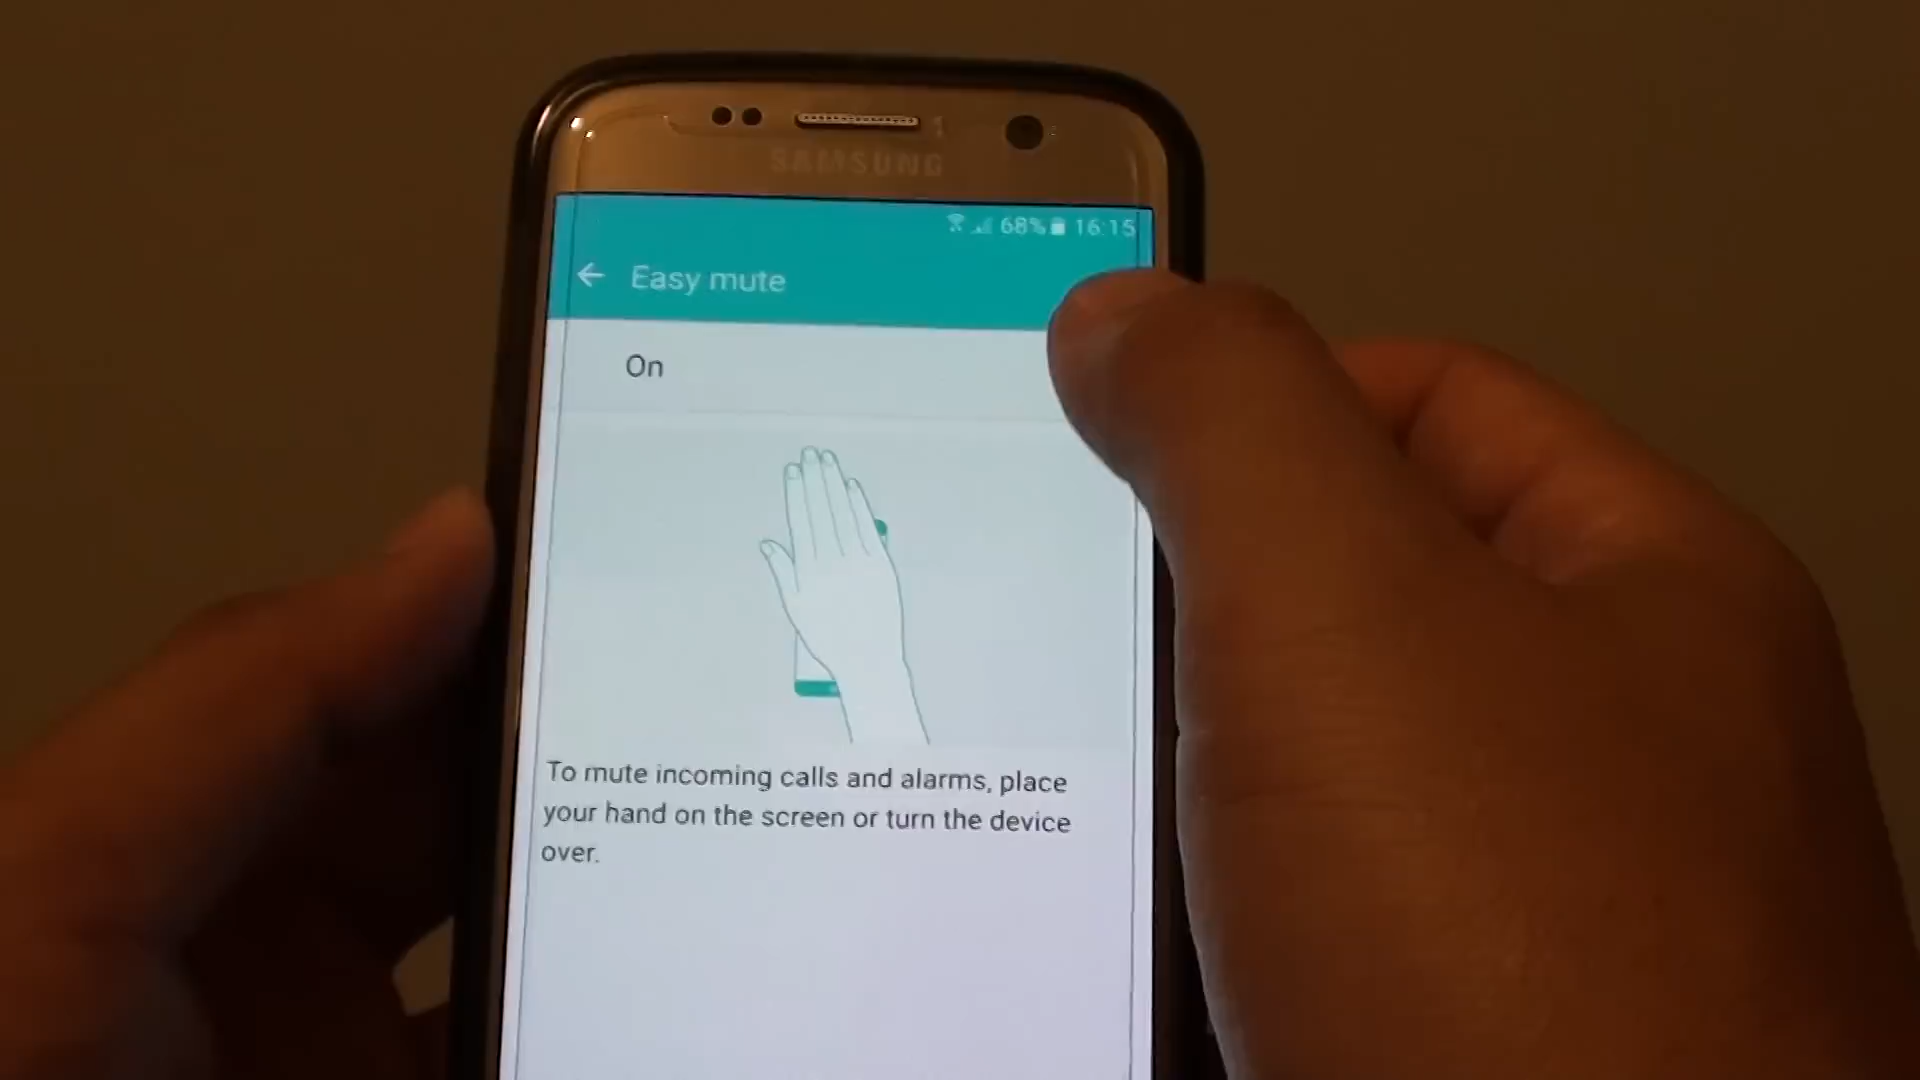 SAMSUNG
68% 16:15
Easy mute
On
To mute incoming calls and alarms, place
your hand on the screen or turn the device
over.